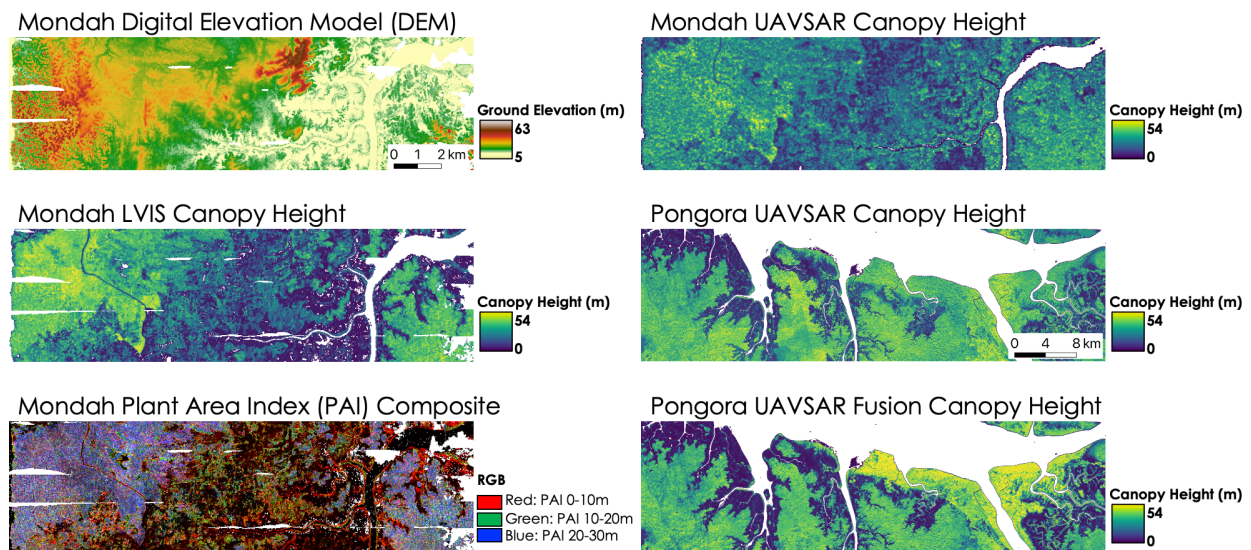 Mondah Digital Elevation Model (DEM)
Ground Elevation (m)
63
5
0 1 2 km
Mondah UAVSAR Canopy Height
Canopy Height (m)
54
0
Mondah LVIS Canopy Height
Canopy Height (m)
54
0
Pongora UAVSAR Canopy Height
Canopy Height (m)
54
0
0 4 8 km
Mondah Plant Area Index (PAI) Composite
RGB
Red: PAI 0-10m
Green: PAI 10-20m
Blue: PAI 20-30m
Pongora UAVSAR Fusion Canopy Height
Canopy Height (m)
54
0